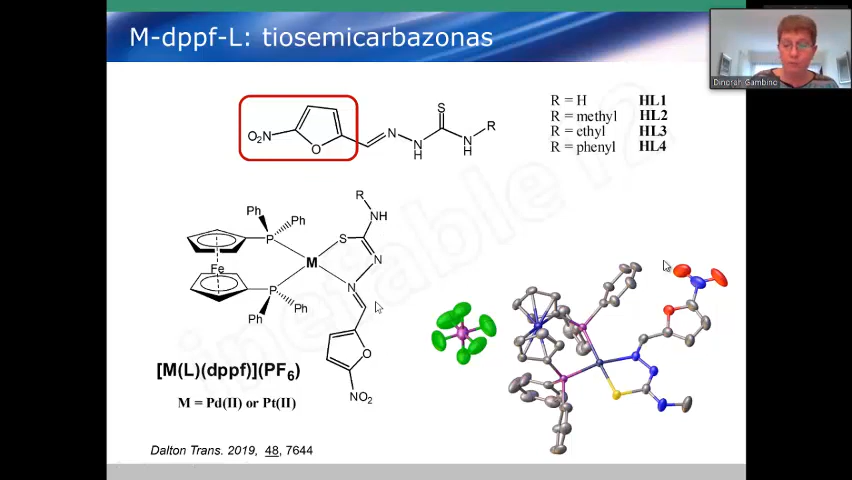 M-dppf-L: tiosemicarbazonas
Dinorah Gambino
O₂N
O
N
N
H
S
N
H
R
R = H HL1
R = methyl HL2
R = ethyl HL3
R = phenyl HL4
Ph
Ph
P
Fe
P
Ph
Ph
M
S
R
NH
N
N
O
NO₂
[M(L)(dppf)](PF₆)
M = Pd(II) or Pt(II)
Dalton Trans. 2019, 48, 7644